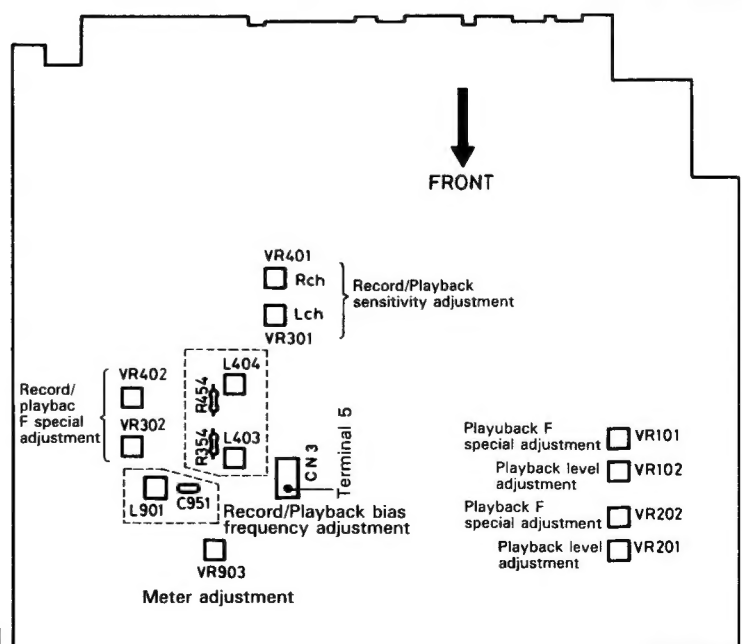 FRONT
VR401
Rch
Lch
VR301
Record/Playback
sensitivity adjustment
Record/
playbac
F special
adjustment
VR402
VR302
L404
R454
R354
L403
CN3
Terminal 5
L901
C951
Record/Playback bias
frequency adjustment
VR903
Meter adjustment
Playuback F
special adjustment
VR101
Playback level
adjustment
VR102
Playback F
special adjustment
VR202
Playback level
adjustment
VR201